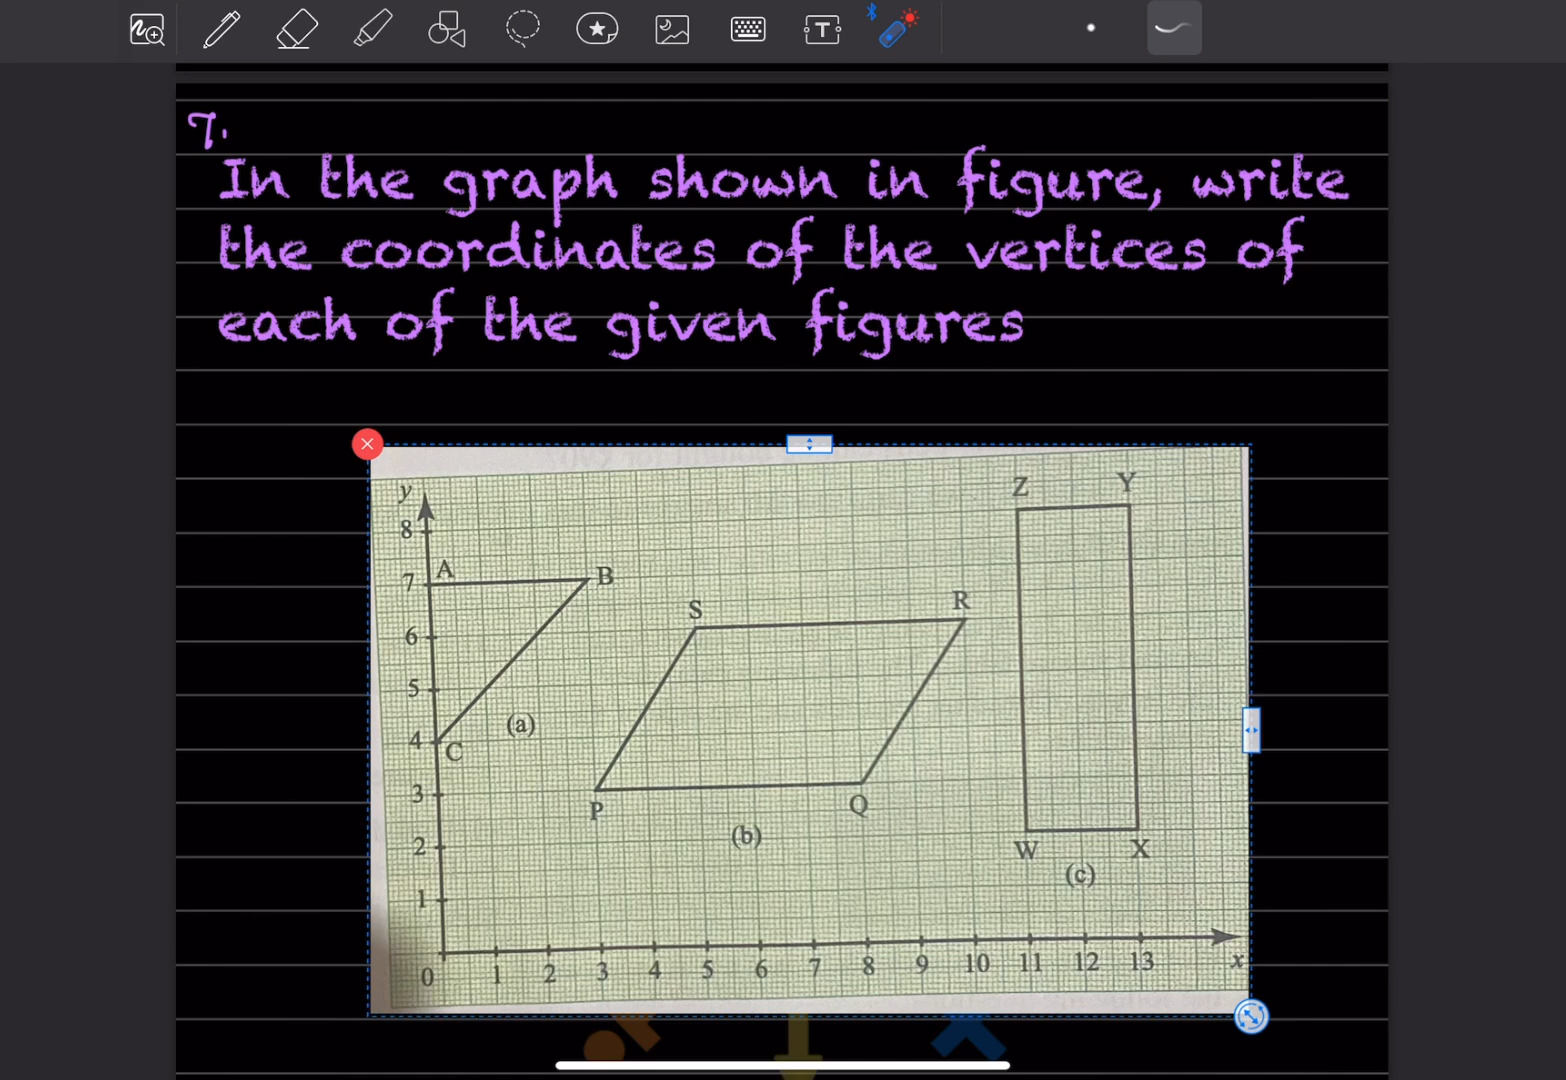 7.
In the graph shown in figure, write
the coordinates of the vertices of
each of the given figures
y
Z Y
8
A
7 B
S R
6
5
(a)
4
C
3
P Q
(b)
2
W X
(c)
1
0 1 2 3 4 5 6 7 8 9 10 11 12 13 x